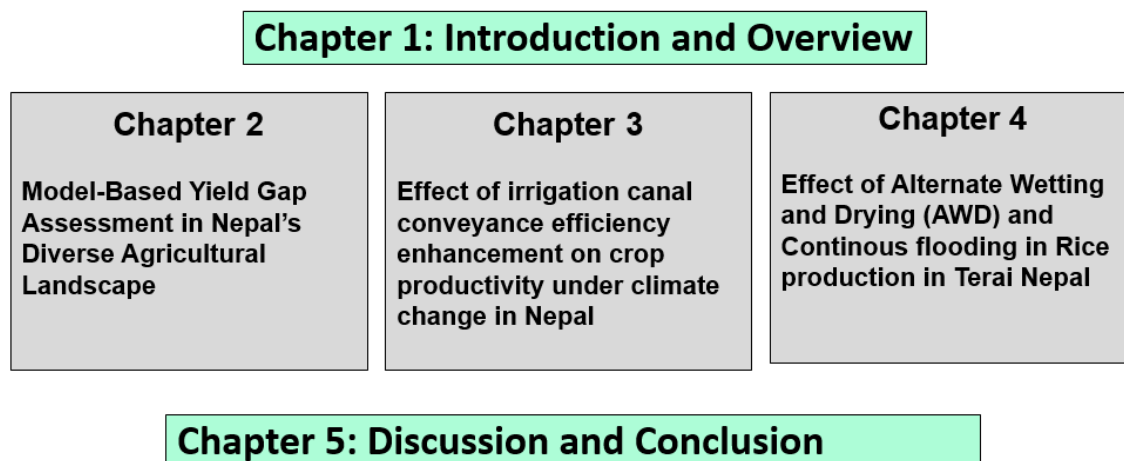 Chapter 1: Introduction and Overview
Chapter 2
Model-Based Yield Gap
Assessment in Nepal's
Diverse Agricultural
Landscape
Chapter 3
Effect of irrigation canal
conveyance efficiency
enhancement on crop
productivity under climate
change in Nepal
Chapter 4
Effect of Alternate Wetting
and Drying (AWD) and
Continous flooding in Rice
production in Terai Nepal
Chapter 5: Discussion and Conclusion